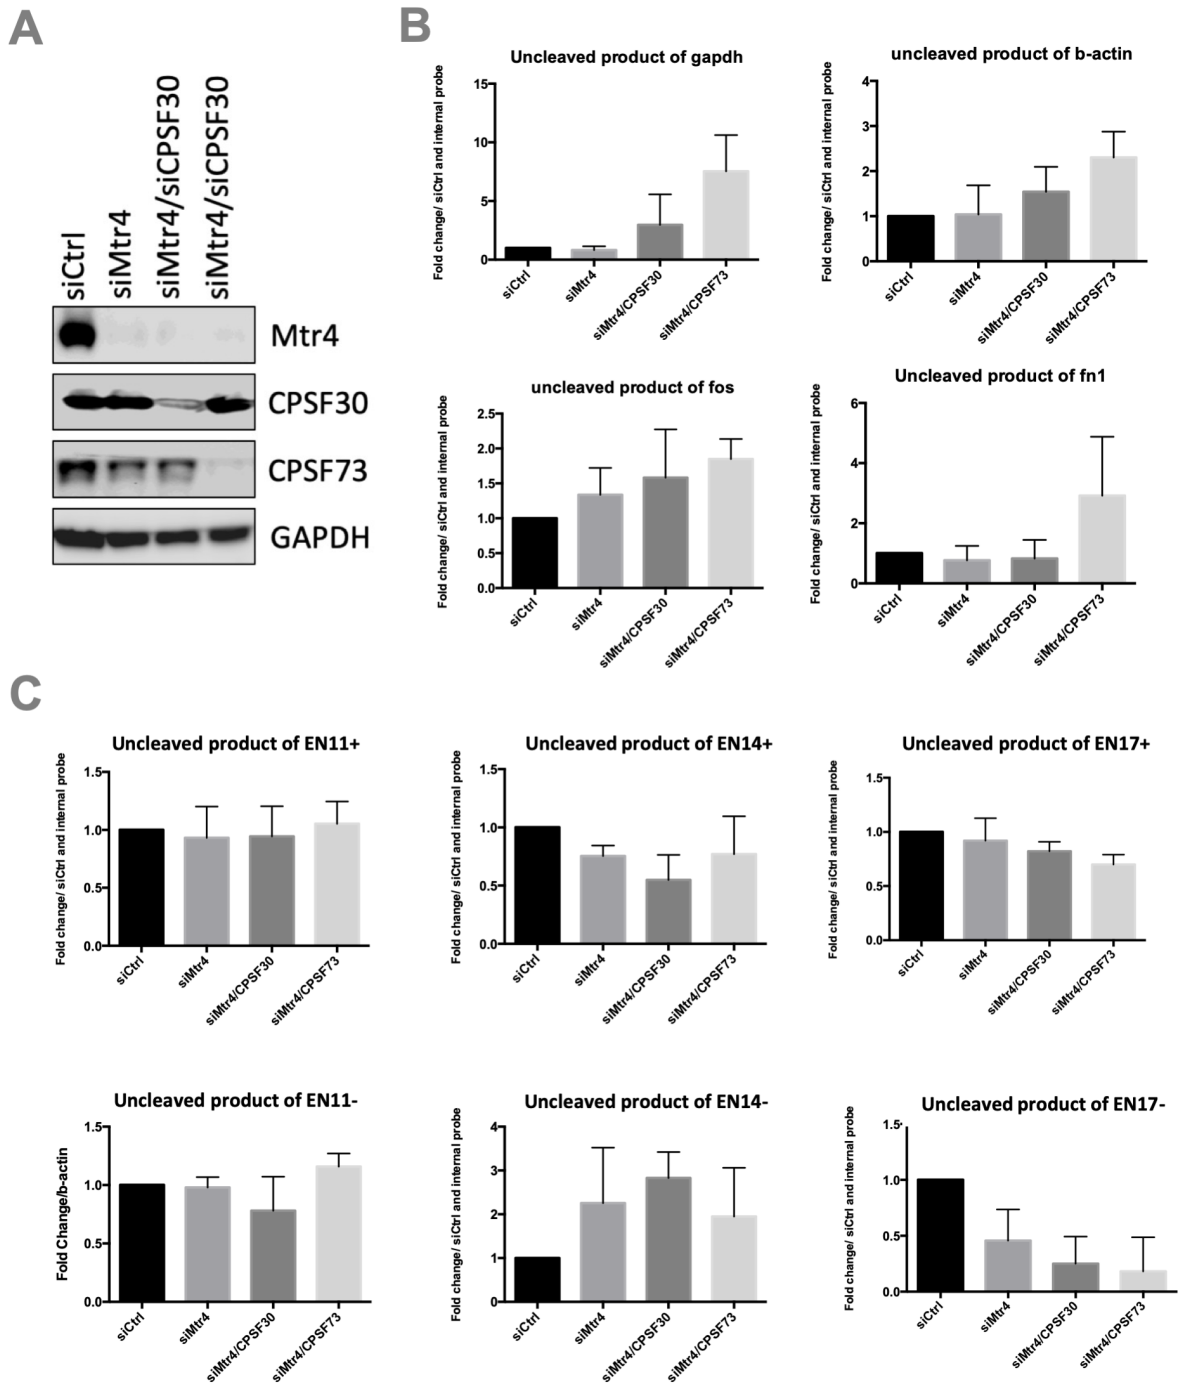 A
siCtrl
siMtr4
siMtr4/siCPSF30
siMtr4/siCPSF30
Mtr4
CPSF30
CPSF73
GAPDH
B
Uncleaved product of gapdh
Fold change/ siCtrl and internal probe
15
10
5
0
siCtrl
siMtr4
siMtr4/CPSF30
siMtr4/CPSF73
uncleaved product of b-actin
Fold change/ siCtrl and internal probe
4
3
2
1
0
siCtrl
siMtr4
siMtr4/CPSF30
siMtr4/CPSF73
uncleaved product of fos
Fold change/ siCtrl and internal probe
2.5
2.0
1.5
1.0
0.5
0.0
siCtrl
siMtr4
siMtr4/CPSF30
siMtr4/CPSF73
Uncleaved product of fn1
Fold change/ siCtrl and internal probe
6
4
2
0
siCtrl
siMtr4
siMtr4/CPSF30
siMtr4/CPSF73
C
Uncleaved product of EN11+
Fold change/ siCtrl and internal probe
1.5
1.0
0.5
0.0
siCtrl
siMtr4
siMtr4/CPSF30
siMtr4/CPSF73
Uncleaved product of EN14+
Fold change/ siCtrl and internal probe
1.5
1.0
0.5
0.0
siCtrl
siMtr4
siMtr4/CPSF30
siMtr4/CPSF73
Uncleaved product of EN17+
Fold change/ siCtrl and internal probe
1.5
1.0
0.5
0.0
siCtrl
siMtr4
siMtr4/CPSF30
siMtr4/CPSF73
Uncleaved product of EN11-
Fold Change/b-actin
1.5
1.0
0.5
0.0
siCtrl
siMtr4
siMtr4/CPSF30
siMtr4/CPSF73
Uncleaved product of EN14-
Fold change/ siCtrl and internal probe
4
3
2
1
0
siCtrl
siMtr4
siMtr4/CPSF30
siMtr4/CPSF73
Uncleaved product of EN17-
Fold change/ siCtrl and internal probe
1.5
1.0
0.5
0.0
siCtrl
siMtr4
siMtr4/CPSF30
siMtr4/CPSF73